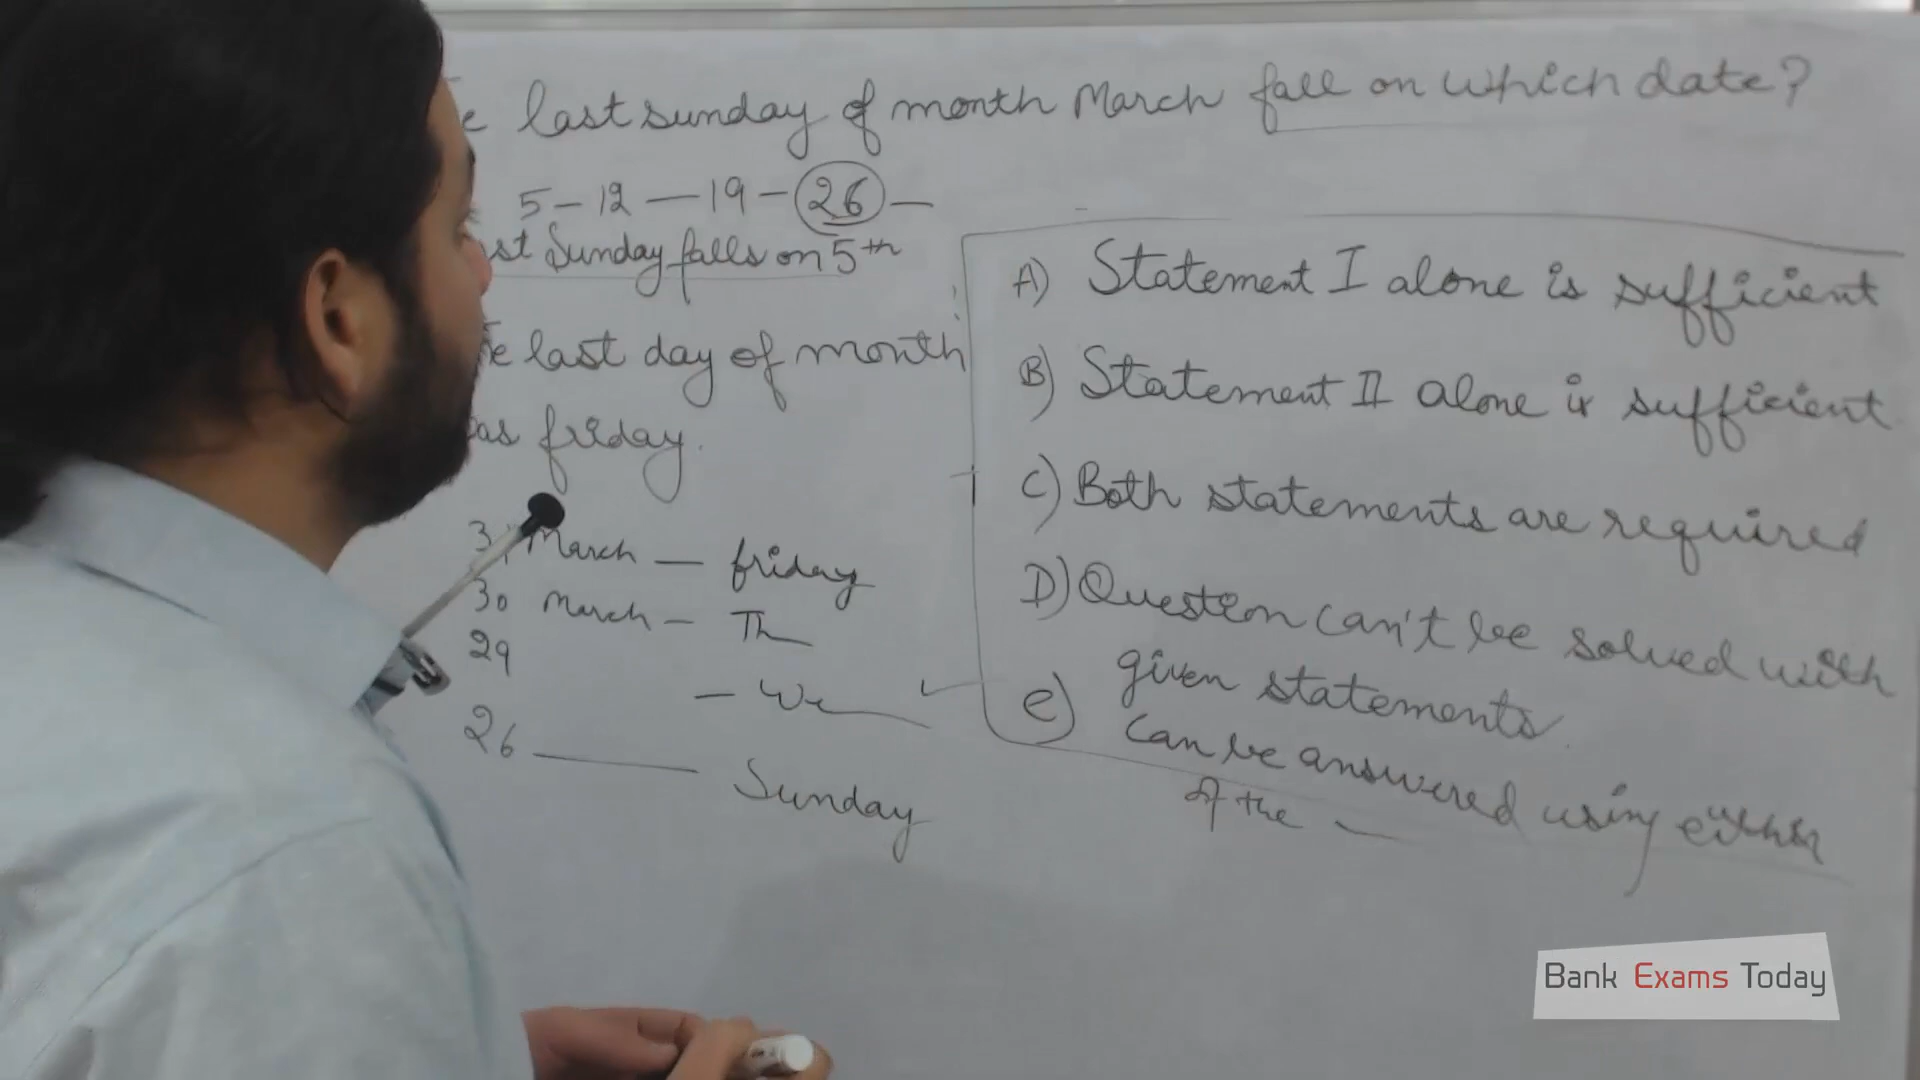 last sunday of month March fall on which date?
5 - 12 - 19 - 26 -
st Sunday falls on 5th
e last day of month
as friday.
31 March - friday
30 March - Th
29 - We
26 - Sunday
A) Statement I alone is sufficient
B) Statement II alone is sufficient
C) Both statements are required
D) Question can't be solved with
given statements.
e) can be answered using either
of the -
Bank Exams Today